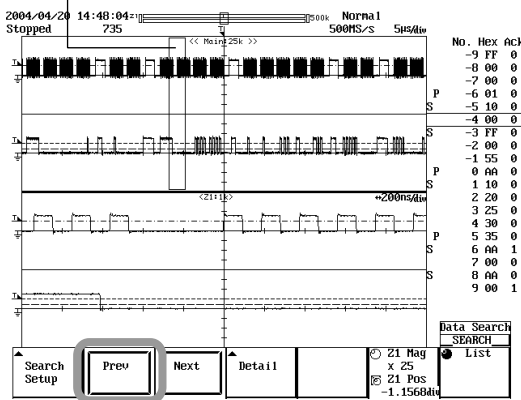 2004/04/20 14:48:04
500k Normal
Stopped 735 500MS/s 5µs/div
<< Main:25k >>
No. Hex Ack
-9 FF 0
-8 00 0
-7 00 0
P -6 01 0
S -5 10 0
-4 00 0
S -3 FF 0
-2 00 0
-1 55 0
P 0 AA 0
S 1 10 0
2 20 0
3 25 0
4 30 0
P 5 35 0
S 6 AA 1
7 00 0
S 8 AA 0
9 00 1
<Z1:1k> 200ns/div
Data Search
SEARCH
Search Setup
Prev
Next
Detail
Z1 Mag
x 25
Z1 Pos
-1.1568div
List